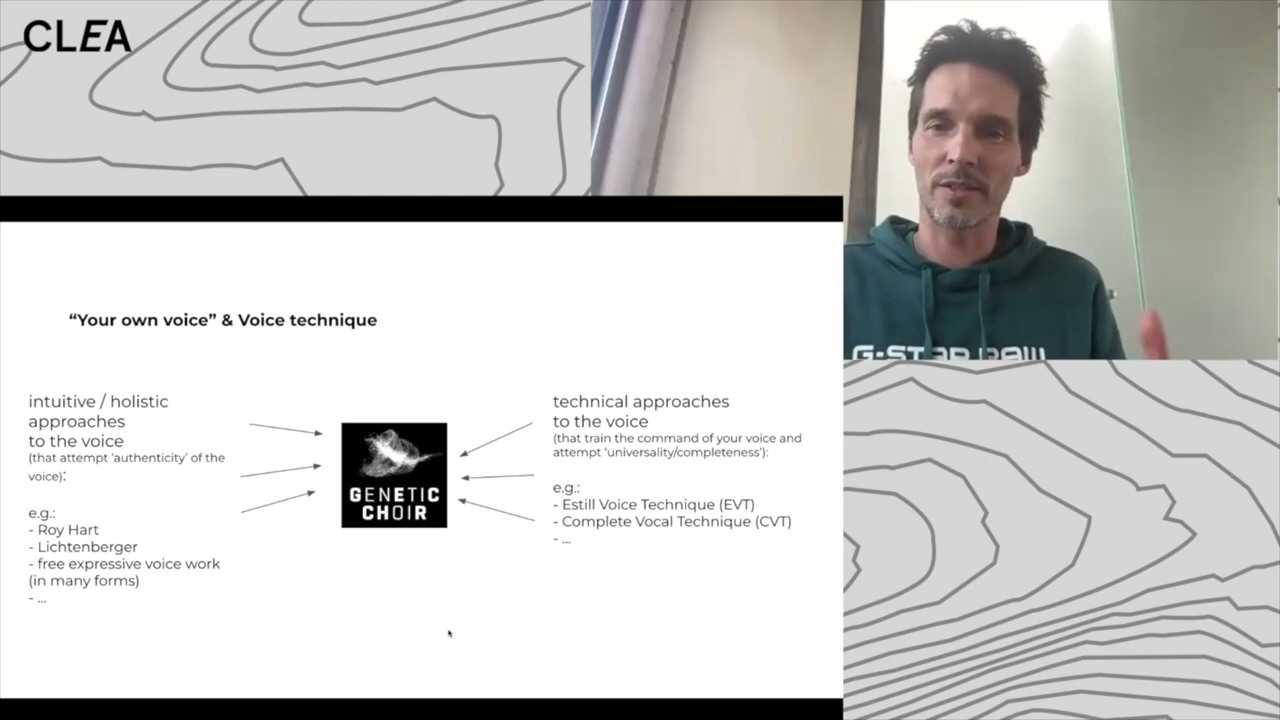 CLEA
“Your own voice” & Voice technique
intuitive / holistic
approaches
to the voice
(that attempt ‘authenticity’ of the
voice):
e.g.:
- Roy Hart
- Lichtenberger
- free expressive voice work
(in many forms)
- ...
GENETIC
CHOIR
technical approaches
to the voice
(that train the command of your voice and
attempt ‘universality/completeness’):
e.g.:
- Estill Voice Technique (EVT)
- Complete Vocal Technique (CVT)
- ...
G-STAR RAW